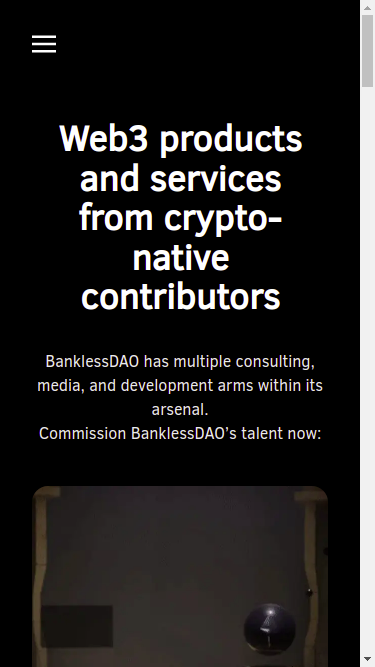 Web3 products
and services
from crypto-
native
contributors
BanklessDAO has multiple consulting,
media, and development arms within its
arsenal.
Commission BanklessDAO's talent now: